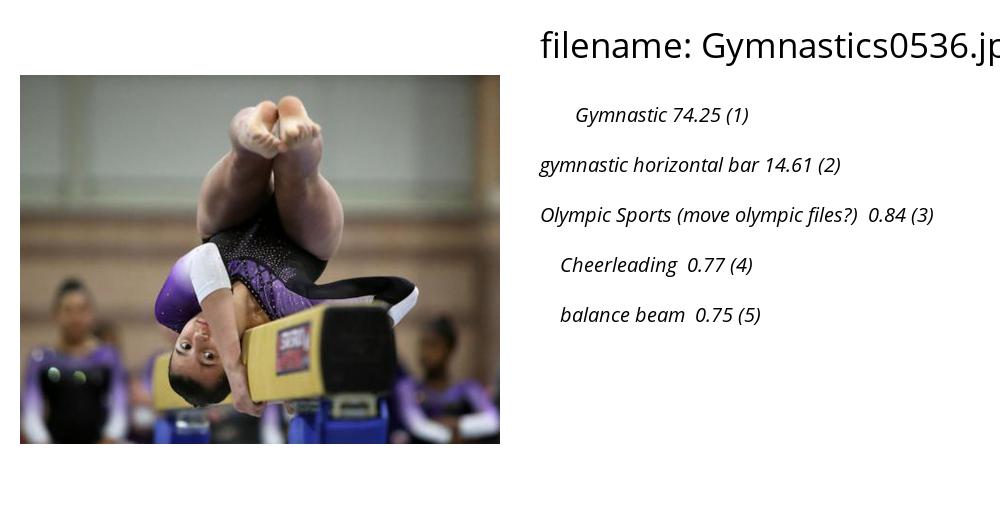 filename: Gymnastics0536.jp
Gymnastic 74.25 (1)
gymnastic horizontal bar 14.61 (2)
Olympic Sports (move olympic files?)  0.84 (3)
Cheerleading  0.77 (4)
balance beam  0.75 (5)